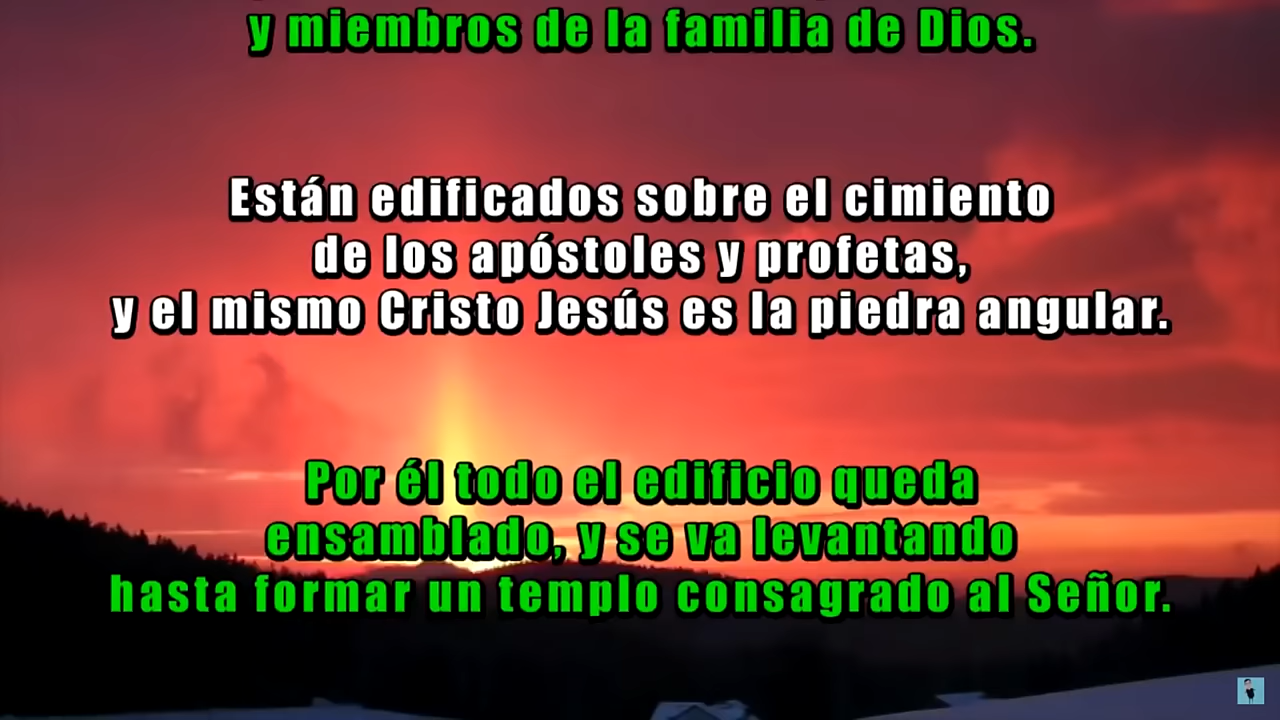 y miembros de la familia de Dios.
Están edificados sobre el cimiento
de los apóstoles y profetas,
y el mismo Cristo Jesús es la piedra angular.
Por él todo el edificio queda
ensamblado, y se va levantando
hasta formar un templo consagrado al Señor.